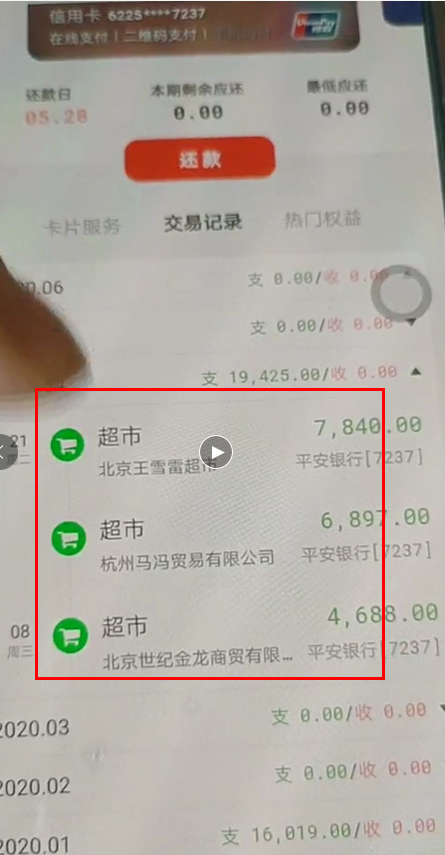 信用卡 6225****7237
在线支付|二维码支付|
还款日 本期剩余应还 最低应还
05.28 0.00 0.00
还款
卡片服务 交易记录 热门权益
20.06 支 0.00/收 0.00
支 0.00/收 0.00
支 19,425.00/收 0.00
21 超市 7,840.00
北京王雪雷超市 平安银行[7237]
超市 6,897.00
杭州马冯贸易有限公司 平安银行[7237]
08 超市 4,688.00
周三 北京世纪金龙商贸有限... 平安银行[7237]
2020.03 支 0.00/收 0.00
2020.02 支 0.00/收 0.00
2020.01 支 16,019.00/收 0.00